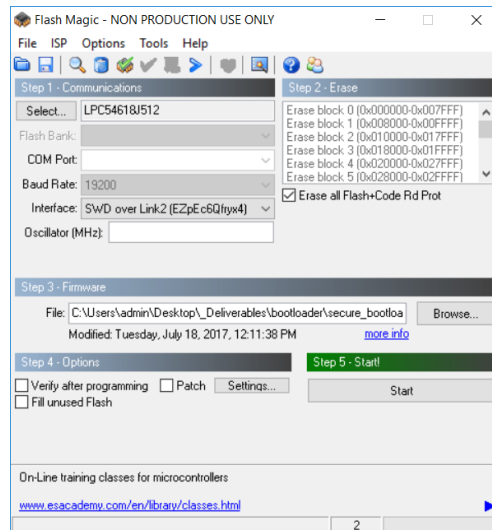 Flash Magic - NON PRODUCTION USE ONLY
File ISP Options Tools Help
Step 1 - Communications
Select... LPC54618J512
Flash Bank:
COM Port:
Baud Rate: 19200
Interface: SWD over Link2 (EZpEc6Qfryx4)
Oscillator (MHz):
Step 2 - Erase
Erase block 0 (0x000000-0x007FFF)
Erase block 1 (0x008000-0x00FFFF)
Erase block 2 (0x010000-0x017FFF)
Erase block 3 (0x018000-0x01FFFF)
Erase block 4 (0x020000-0x027FFF)
Erase block 5 (0x028000-0x02FFFF)
Erase all Flash+Code Rd Prot
Step 3 - Firmware
File: C:\Users\admin\Desktop\_Deliverables\bootloader\secure_bootloa Browse...
Modified: Tuesday, July 18, 2017, 12:11:38 PM more info
Step 4 - Options
Verify after programming Patch Settings...
Fill unused Flash
Step 5 - Start!
Start
On-Line training classes for microcontrollers
www.esacademy.com/en/library/classes.html
2